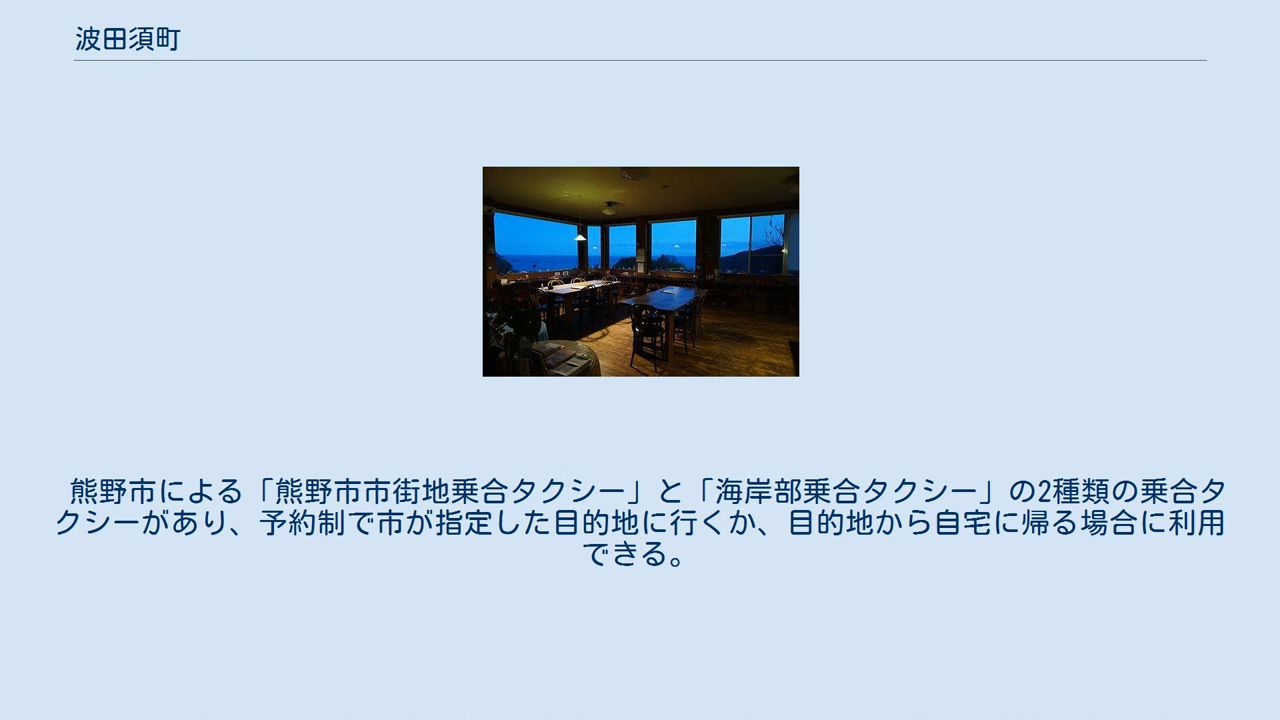 波田須町
熊野市による「熊野市市街地乗合タクシー」と「海岸部乗合タクシー」の2種類の乗合タ
クシーがあり、予約制で市が指定した目的地に行くか、目的地から自宅に帰る場合に利用
できる。